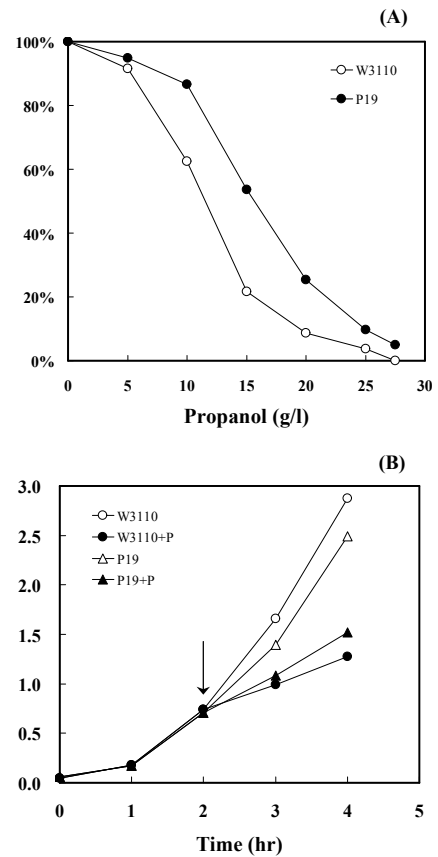 (A)
100%
80%
60%
40%
20%
0%
W3110
P19
0 5 10 15 20 25 30
Propanol (g/l)
(B)
3.0
2.5
2.0
1.5
1.0
0.5
0.0
W3110
W3110+P
P19
P19+P
0 1 2 3 4 5
Time (hr)